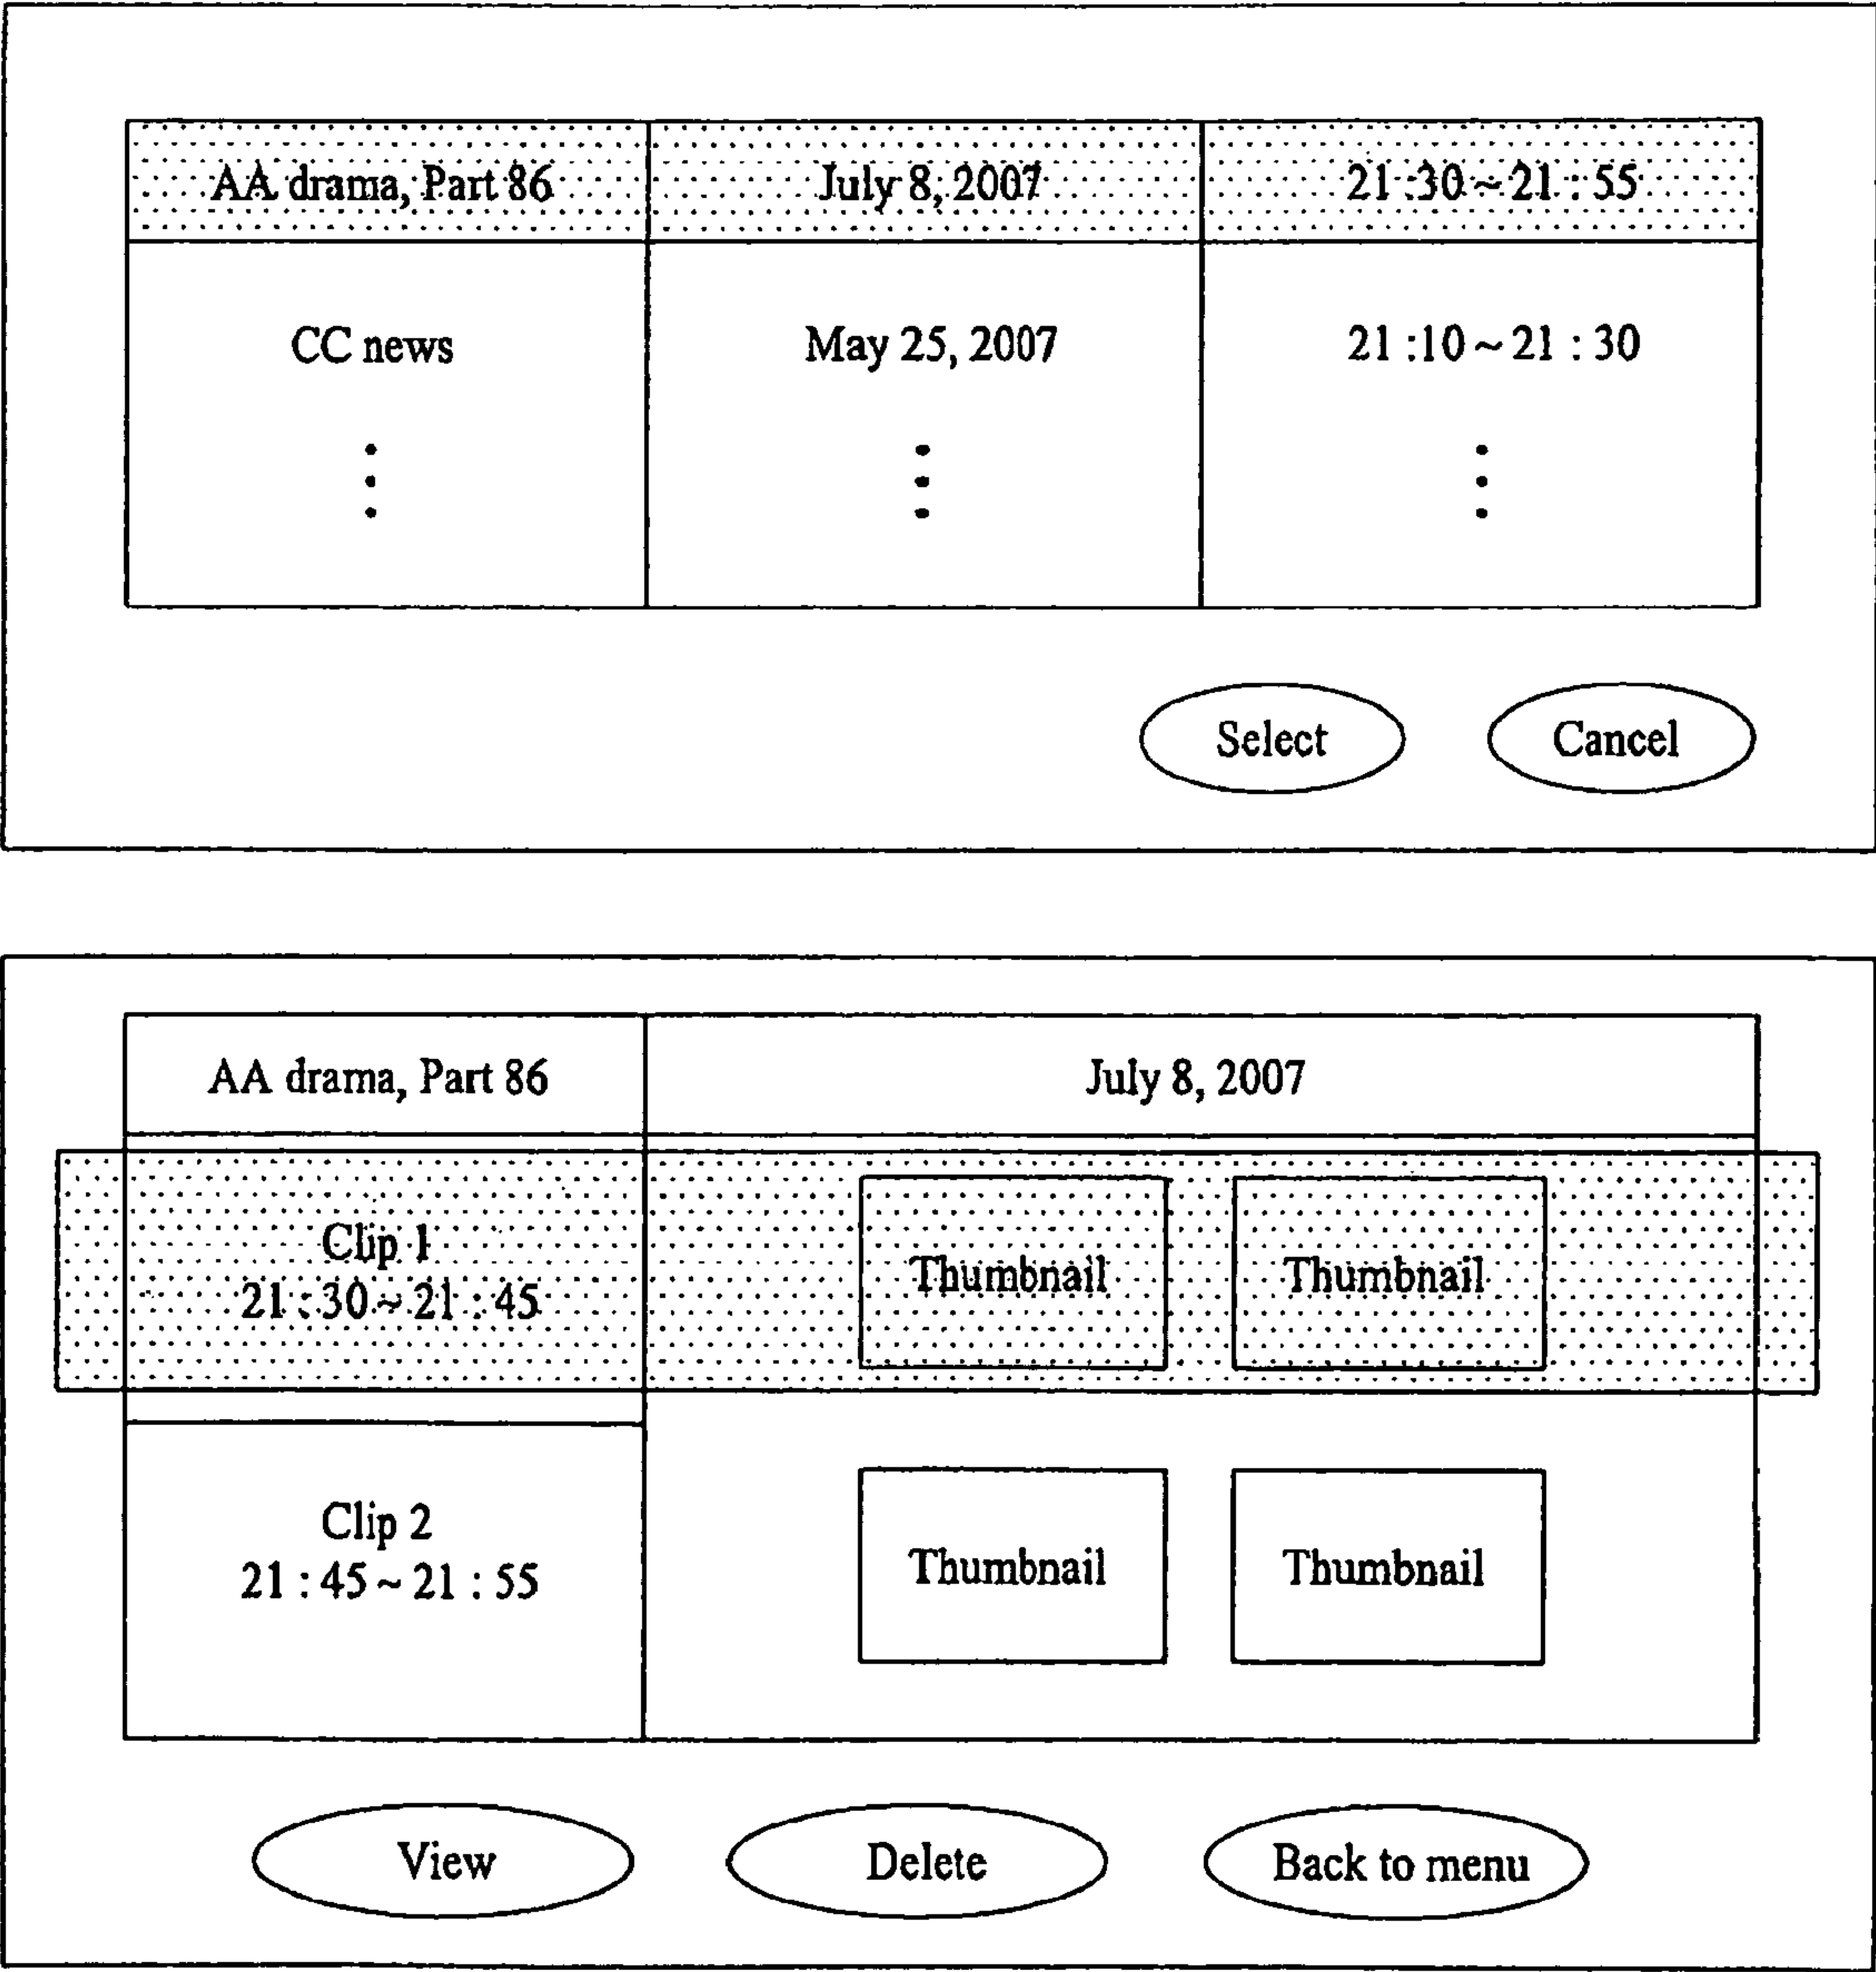 AA drama, Part 86 July 8, 2007 21 :30 ~ 21 : 55
CC news May 25, 2007 21 :10 ~ 21 : 30
Select Cancel
AA drama, Part 86 July 8, 2007
Clip 1
21 : 30 ~ 21 : 45
Thumbnail Thumbnail
Clip 2
21 : 45 ~ 21 : 55
Thumbnail Thumbnail
View Delete Back to menu